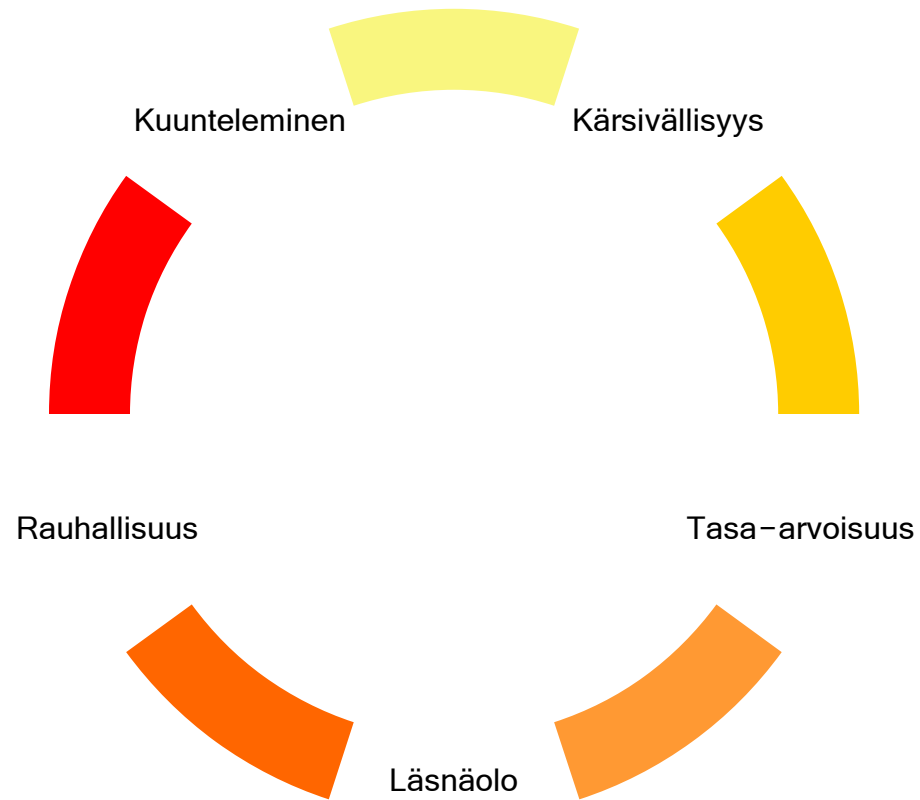 Kuunteleminen
Kärsivällisyys
Rauhallisuus
Tasa-arvoisuus
Läsnäolo